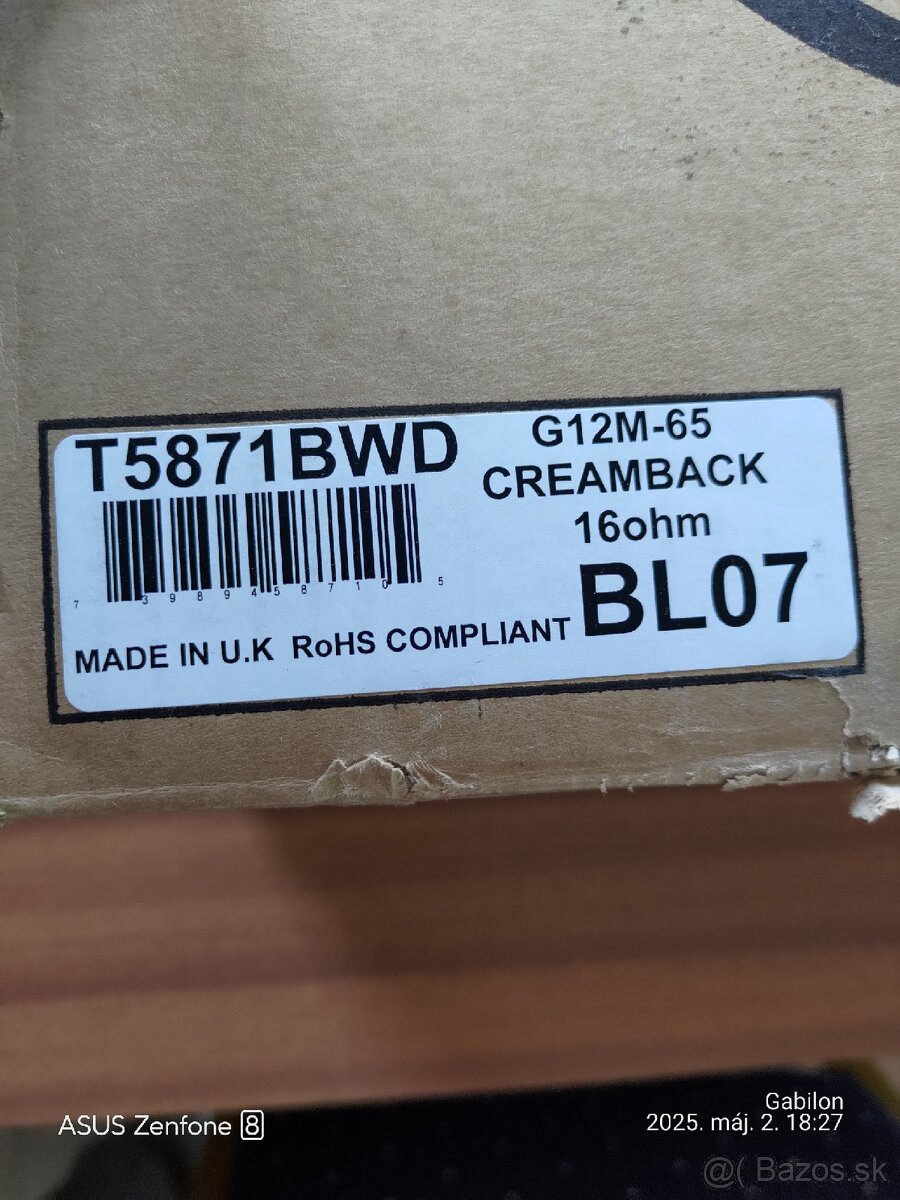 T5871BWD
G12M-65
CREAMBACK
16ohm
7 39894 58710 5
MADE IN U.K RoHS COMPLIANT
BL07
ASUS Zenfone 8
Gabilon
2025. máj. 2. 18:27
@( Bazos.sk